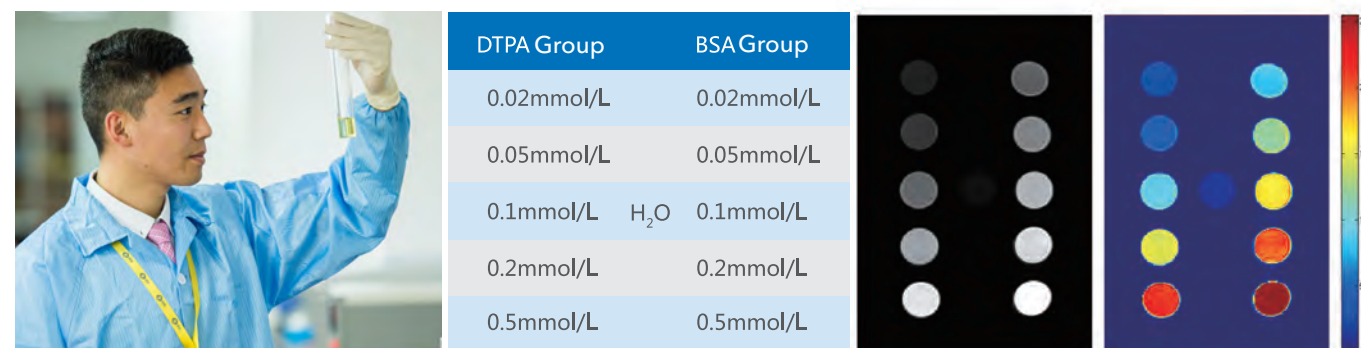 DTPA Group BSA Group
0.02mmol/L 0.02mmol/L
0.05mmol/L 0.05mmol/L
0.1mmol/L H₂O 0.1mmol/L
0.2mmol/L 0.2mmol/L
0.5mmol/L 0.5mmol/L